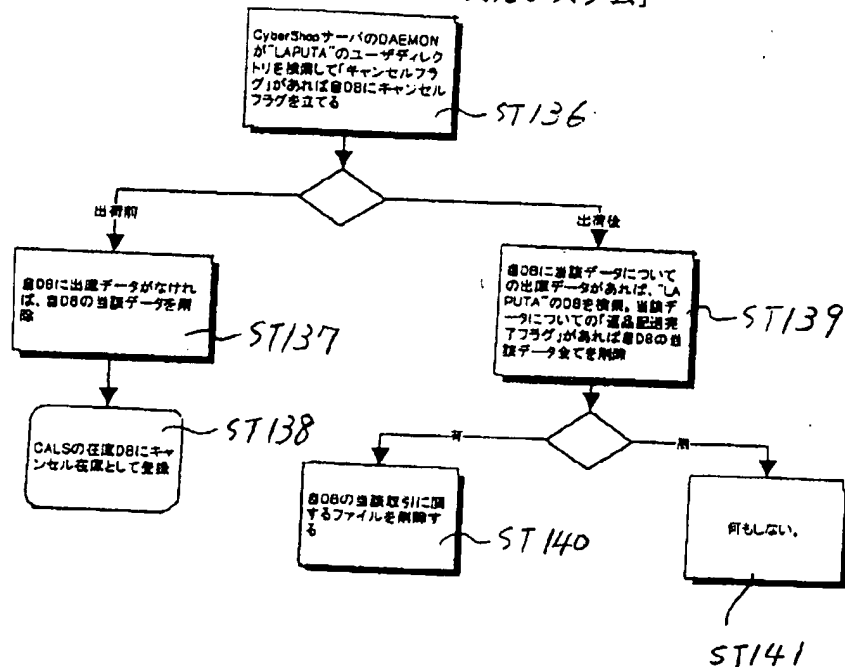 CyberShopサーバのDAEMON
が"LAPUTA"のユーザディレク
トリを検索して「キャンセルフラ
グ」があれば自DBにキャンセル
フラグを立てる
ST136
出荷前
出荷後
自DBに出庫データがなけれ
ば、自DBの当該データを削
除
ST137
自DBに当該データについて
の出庫データがあれば、"LA
PUTA"のDBを検索。当該デー
タについての「返品配送完
了フラグ」があれば自DBの当
該データ全てを削除
ST139
CALSの在庫DBにキャ
ンセル在庫として登録
ST138
有
無
自DBの当該取引に関
するファイルを削除す
る
ST140
何もしない。
ST141